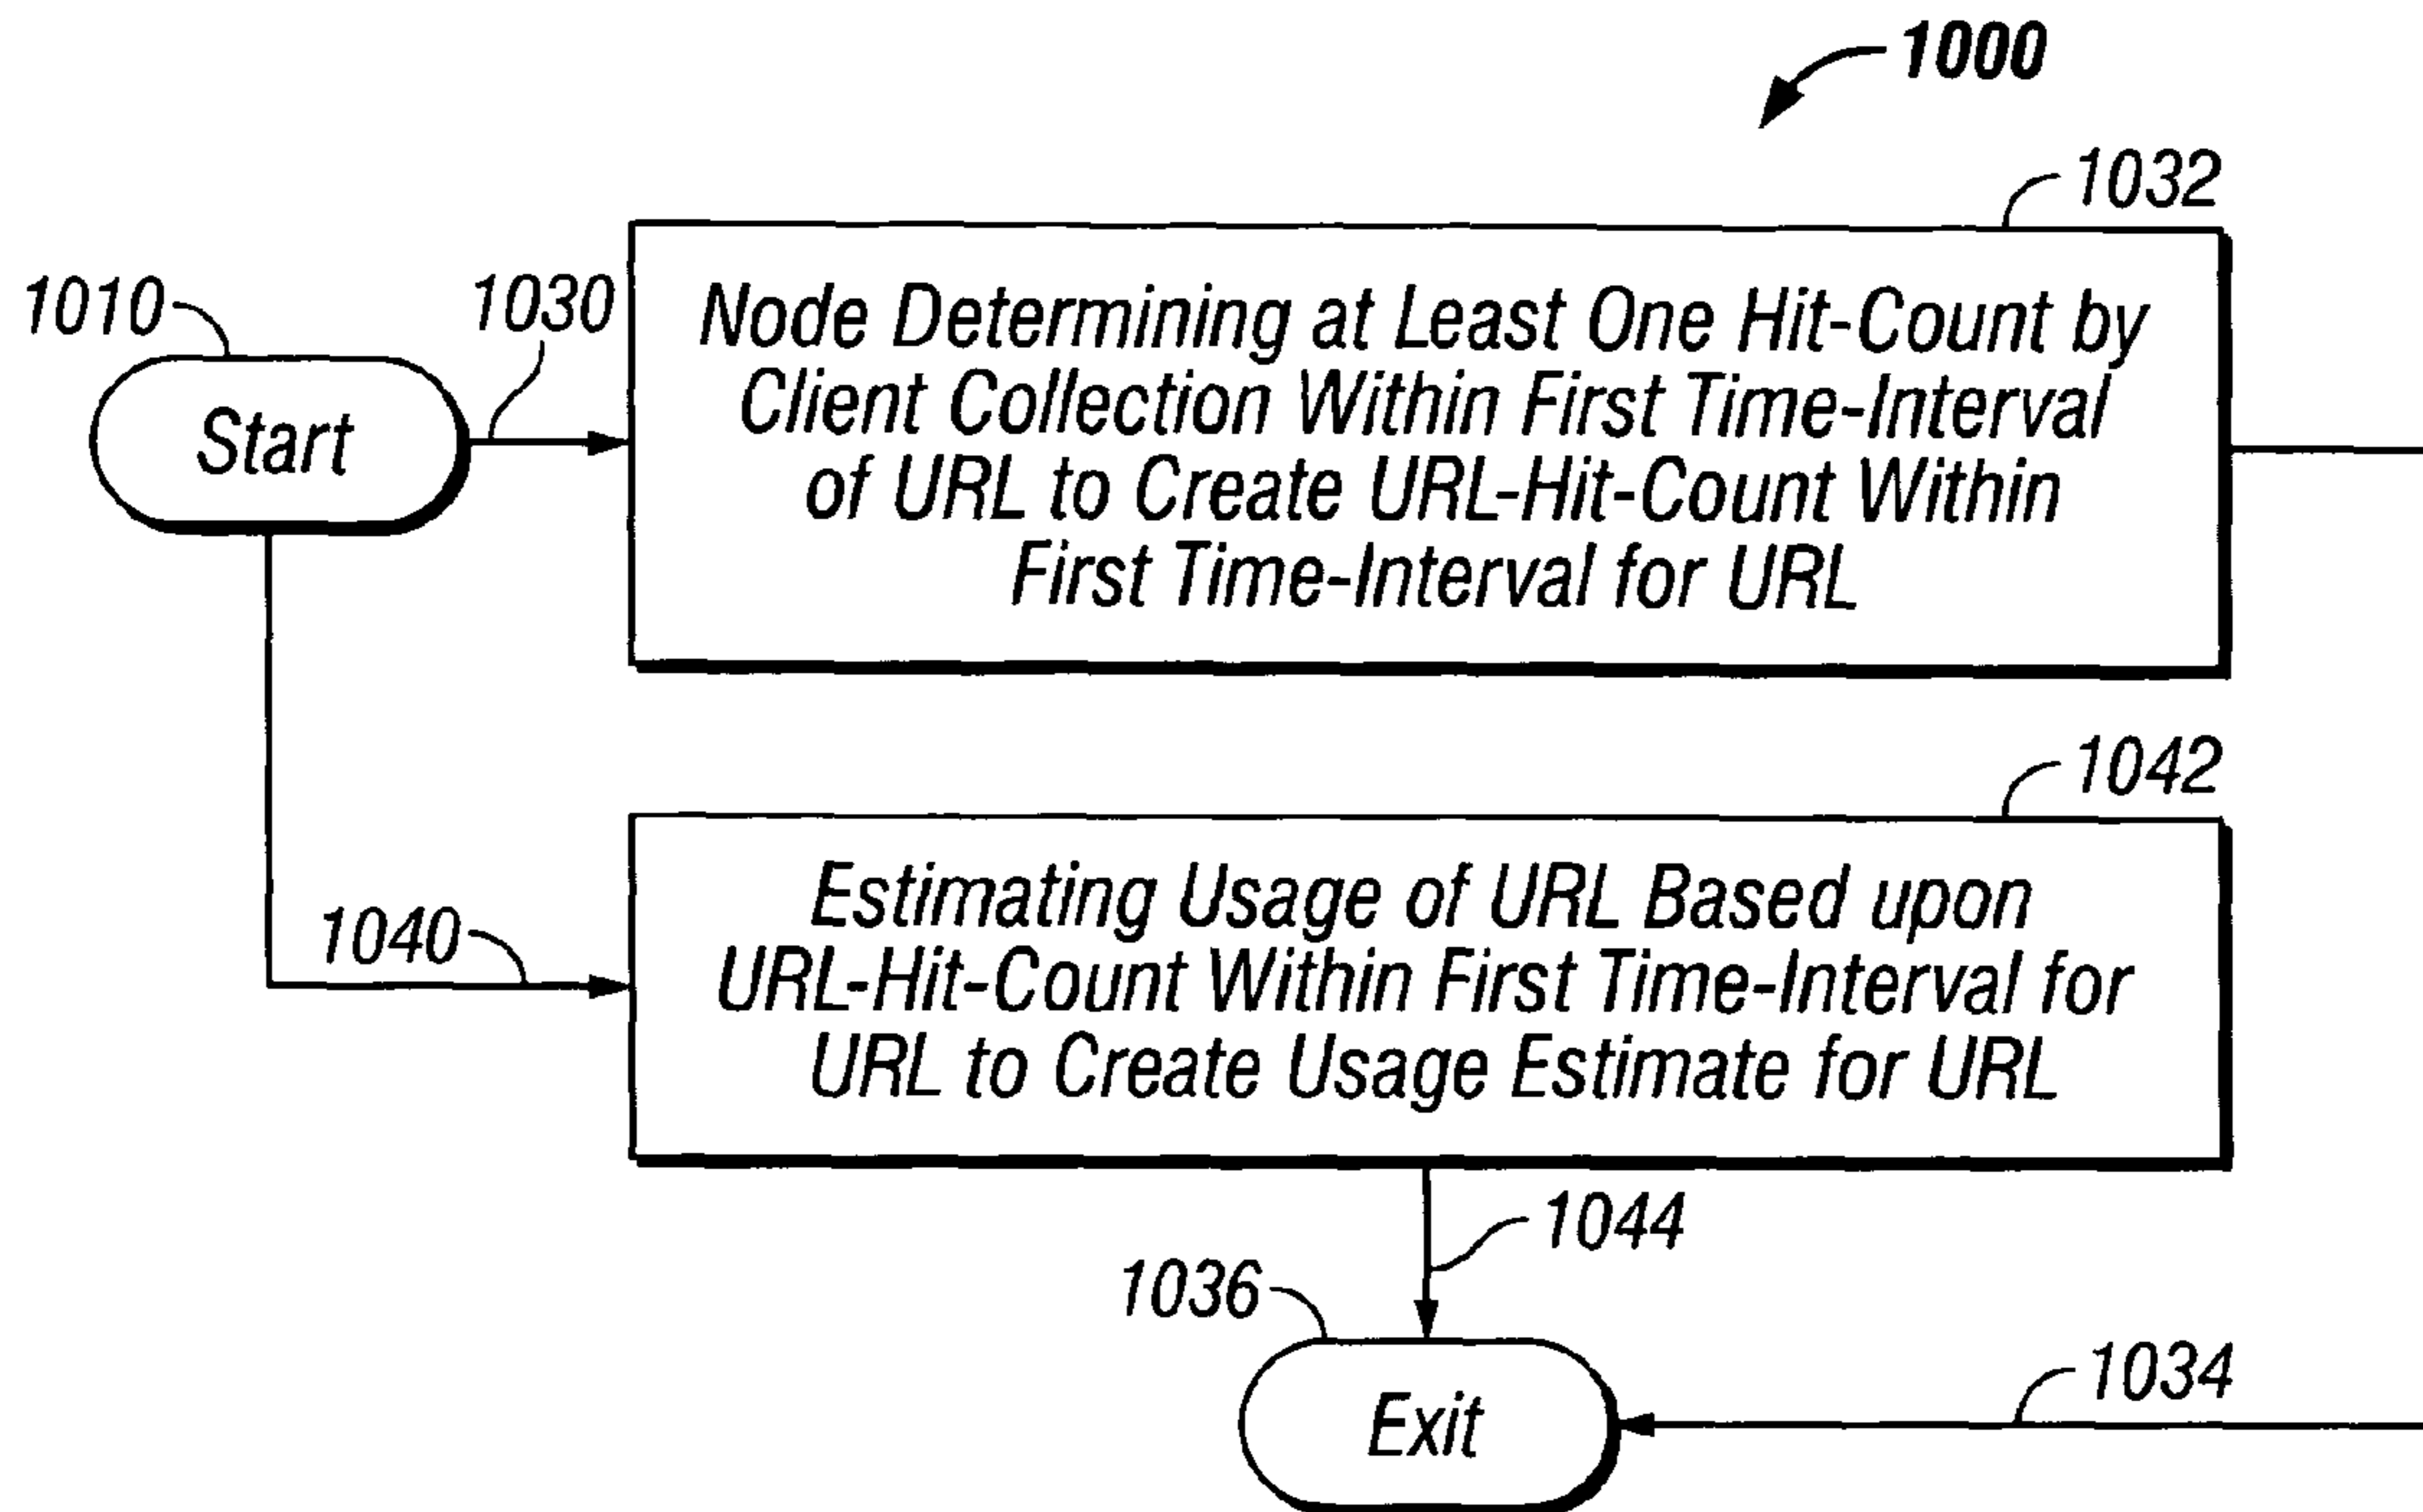 1000
1032
1010
1030
Node Determining at Least One Hit-Count by
Client Collection Within First Time-Interval
of URL to Create URL-Hit-Count Within
First Time-Interval for URL
Start
1042
1040
Estimating Usage of URL Based upon
URL-Hit-Count Within First Time-Interval for
URL to Create Usage Estimate for URL
1044
1036
1034
Exit